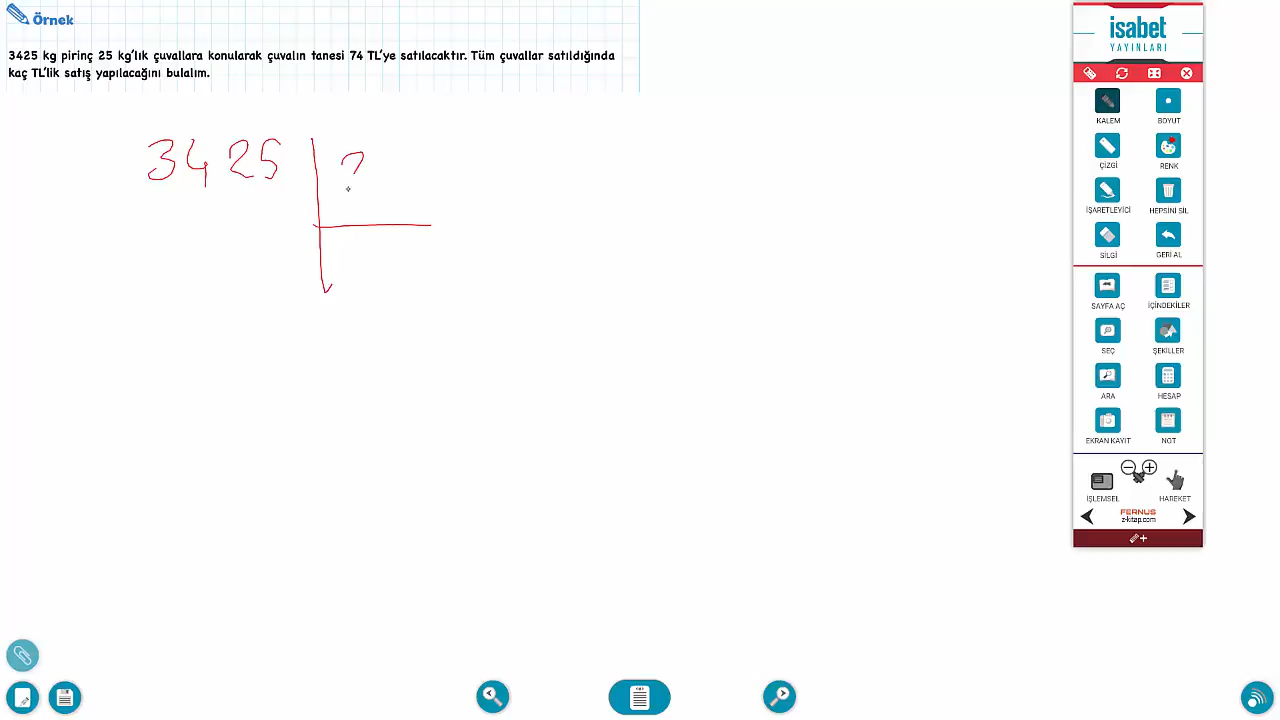 Örnek
3425 kg pirinç 25 kg'lık çuvallara konularak çuvalın tanesi 74 TL'ye satılacaktır. Tüm çuvallar satıldığında
kaç TL'lik satış yapılacağını bulalım.
3425
isabet
YAYINLARI
KALEM
BOYUT
ÇİZGİ
RENK
İŞARETLEYİCİ
HEPSİNİ SİL
SİLGİ
GERİ AL
SAYFA AÇ
İÇİNDEKİLER
SEÇ
ŞEKİLLER
ARA
HESAP
EKRAN KAYIT
NOT
İŞLEMSEL
HAREKET
FERNUS
z-kitap.com